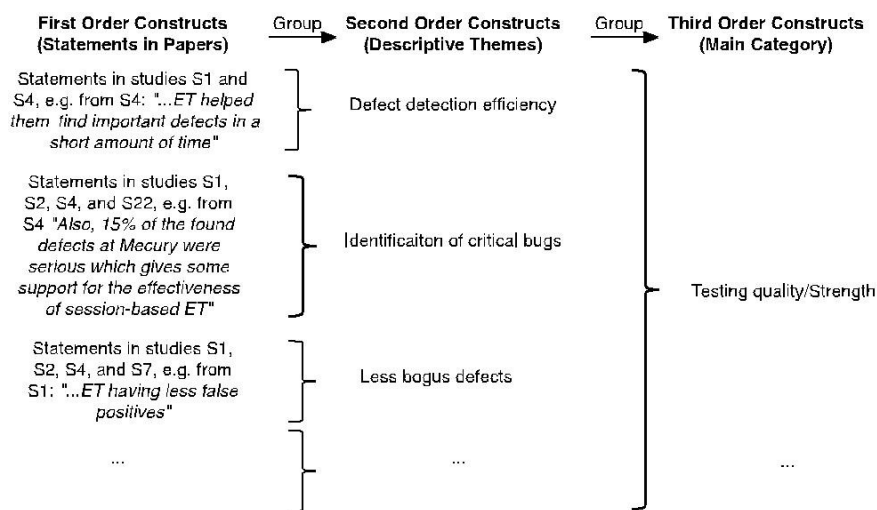 First Order Constructs
(Statements in Papers)
Group
Second Order Constructs
(Descriptive Themes)
Group
Third Order Constructs
(Main Category)
Statements in studies S1 and
S4, e.g. from S4: "...ET helped
them find important defects in a
short amount of time"
Defect detection efficiency
Statements in studies S1,
S2, S4, and S22, e.g. from
S4 "Also, 15% of the found
defects at Mecury were
serious which gives some
support for the effectiveness
of session-based ET"
Identificaiton of critical bugs
Testing quality/Strength
Statements in studies S1,
S2, S4, and S7, e.g. from
S1: "...ET having less false
positives"
Less bogus defects
...
...
...